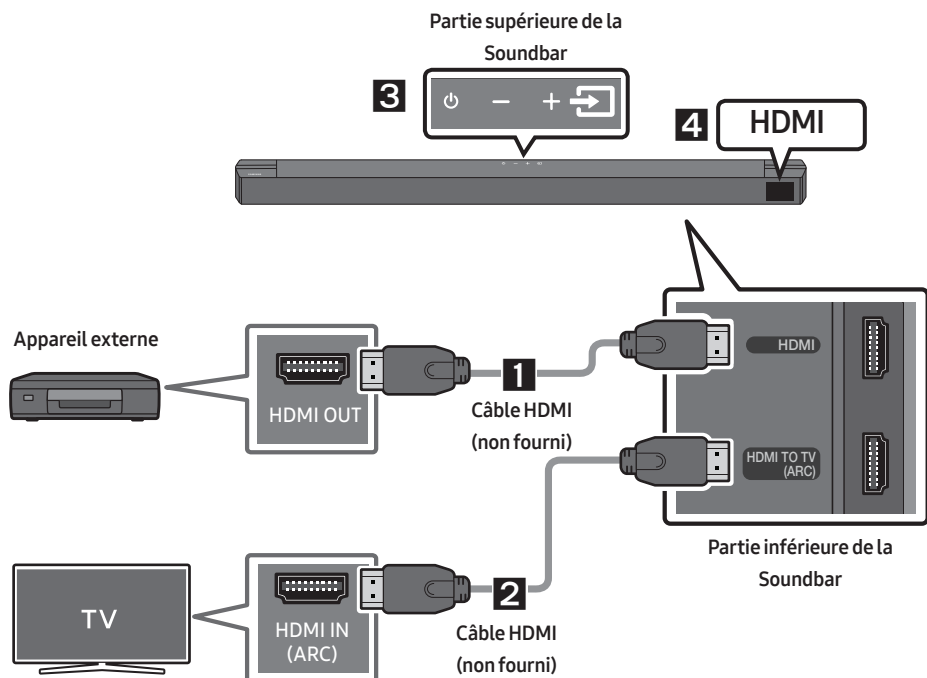 Partie supérieure de la
Soundbar
3
4
HDMI
Appareil externe
HDMI OUT
1
Câble HDMI
(non fourni)
HDMI
HDMI TO TV
(ARC)
Partie inférieure de la
Soundbar
TV
HDMI IN
(ARC)
2
Câble HDMI
(non fourni)